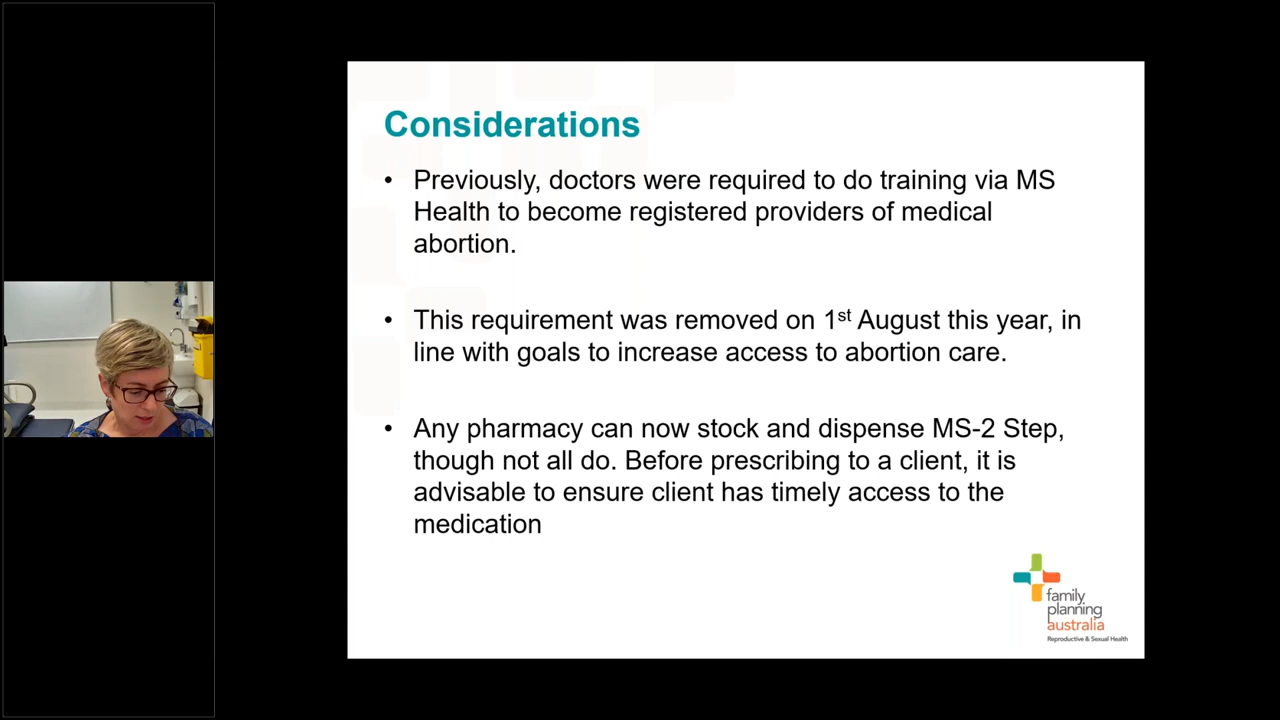 Considerations
• Previously, doctors were required to do training via MS
Health to become registered providers of medical
abortion.
• This requirement was removed on 1st August this year, in
line with goals to increase access to abortion care.
• Any pharmacy can now stock and dispense MS-2 Step,
though not all do. Before prescribing to a client, it is
advisable to ensure client has timely access to the
medication
family
planning
australia
Reproductive & Sexual Health